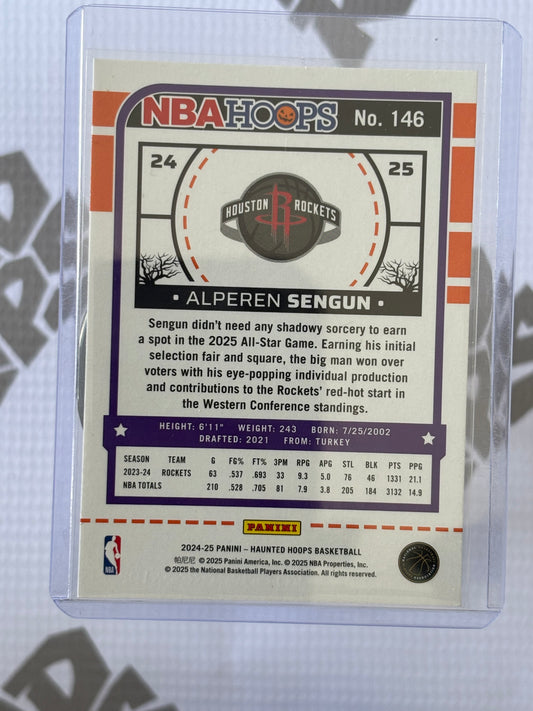 NBA HOOPS No. 146
24 25
HOUSTON R ROCKETS
• ALPEREN SENGUN •
Sengun didn't need any shadowy sorcery to earn
a spot in the 2025 All-Star Game. Earning his initial
selection fair and square, the big man won over
voters with his eye-popping individual production
and contributions to the Rockets' red-hot start in
the Western Conference standings.
HEIGHT: 6'11" WEIGHT: 243 BORN: 7/25/2002
DRAFTED: 2021 FROM: TURKEY
SEASON TEAM G FG% FT% 3PM RPG APG STL BLK PTS PPG
2023-24 ROCKETS 63 .537 .693 33 9.3 5.0 76 46 1331 21.1
NBA TOTALS 210 .528 .705 81 7.9 3.8 205 184 3132 14.9
PANINI
2024-25 PANINI – HAUNTED HOOPS BASKETBALL
帕尼尼 © 2025 Panini America, Inc. © 2025 NBA Properties, Inc.
© 2025 the National Basketball Players Association. All rights reserved.
NBA